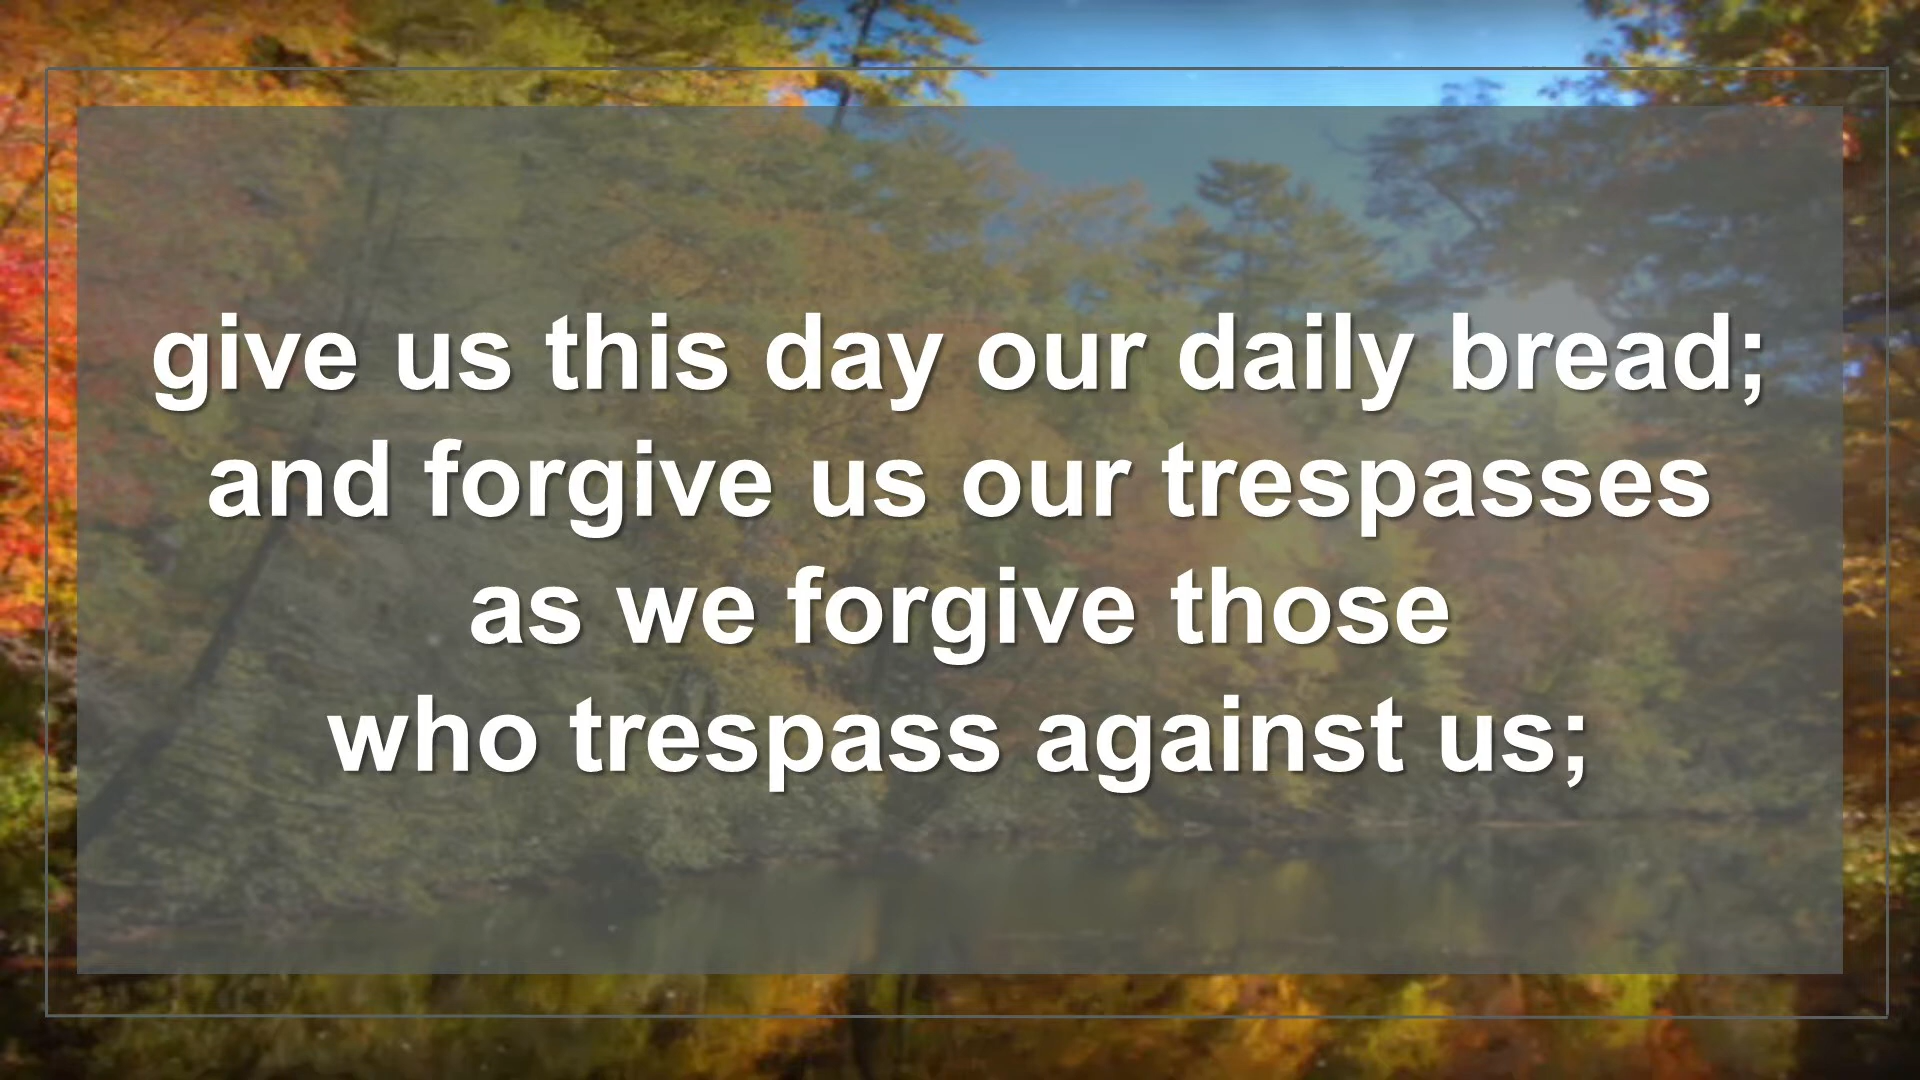 give us this day our daily bread;
and forgive us our trespasses
as we forgive those
who trespass against us;